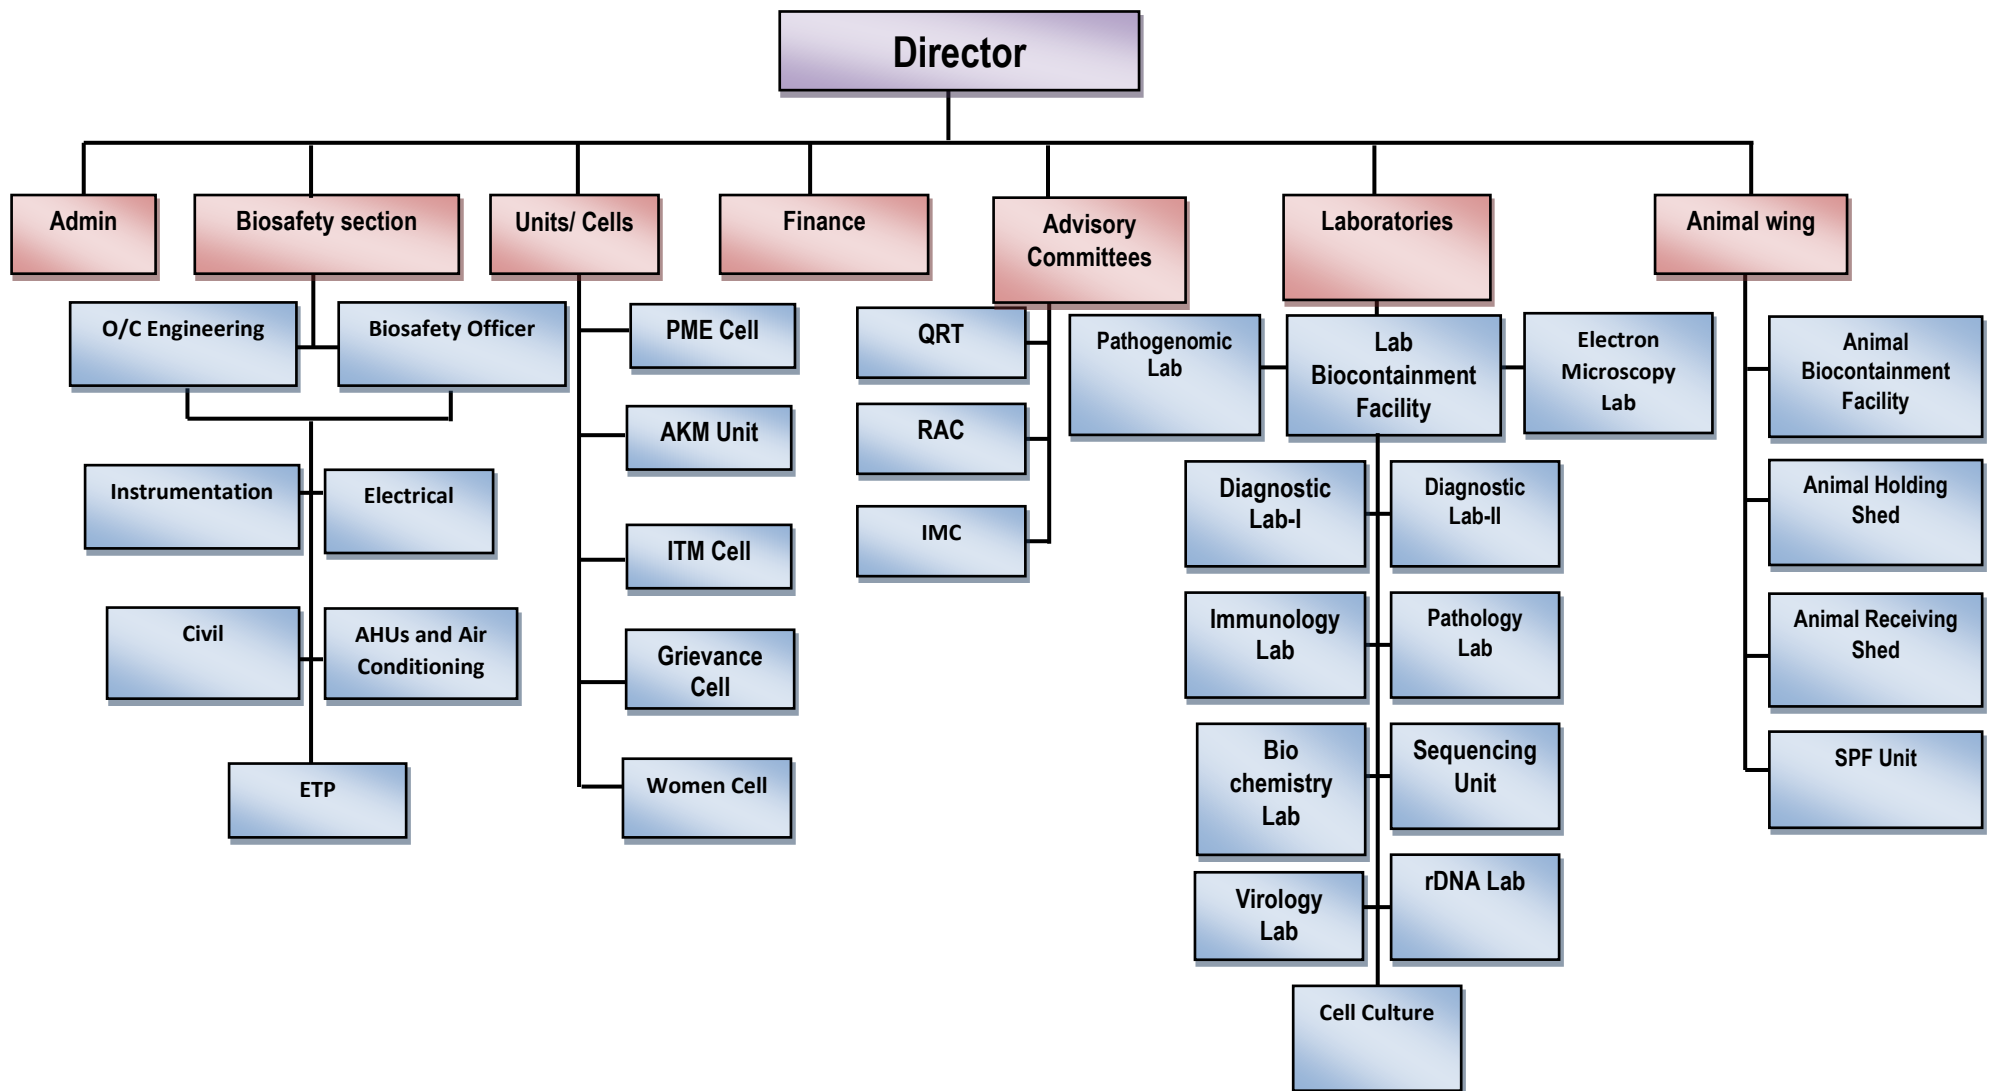 Director
Admin
Biosafety section
Units/ Cells
Finance
Advisory
Committees
Laboratories
Animal wing
O/C Engineering
Biosafety Officer
Instrumentation
Electrical
Civil
AHUs and Air
Conditioning
ETP
PME Cell
AKM Unit
ITM Cell
Grievance
Cell
Women Cell
QRT
RAC
IMC
Pathogenomic
Lab
Lab
Biocontainment
Facility
Electron
Microscopy
Lab
Diagnostic
Lab-I
Diagnostic
Lab-II
Immunology
Lab
Pathology
Lab
Bio
chemistry
Lab
Sequencing
Unit
Virology
Lab
rDNA Lab
Cell Culture
Animal
Biocontainment
Facility
Animal Holding
Shed
Animal Receiving
Shed
SPF Unit